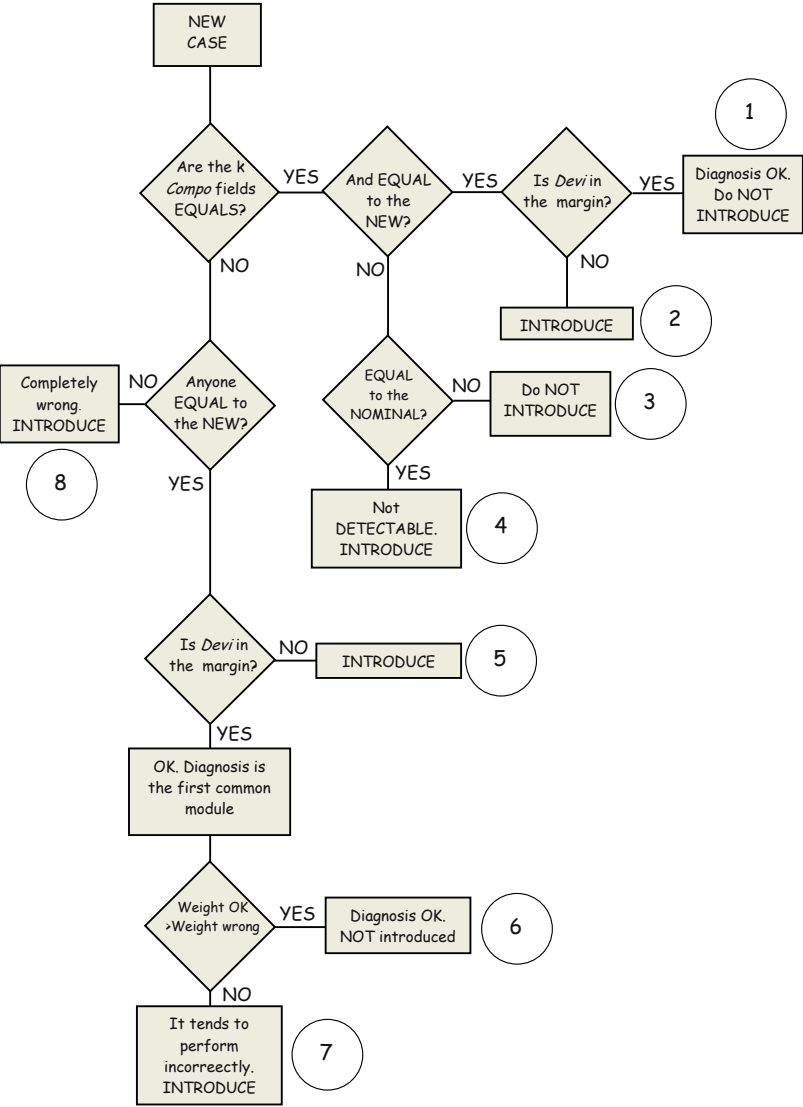 NEW
CASE
Are the k
Compo fields
EQUALS?
YES
And EQUAL
to the
NEW?
YES
Is Devi in
the margin?
YES
1
Diagnosis OK.
Do NOT
INTRODUCE
NO
NO
NO
INTRODUCE
2
Completely
wrong.
INTRODUCE
NO
8
Anyone
EQUAL to
the NEW?
EQUAL
to the
NOMINAL?
NO
Do NOT
INTRODUCE
3
YES
YES
Not
DETECTABLE.
INTRODUCE
4
Is Devi in
the margin?
NO
INTRODUCE
5
YES
OK. Diagnosis is
the first common
module
Weight OK
>Weight wrong
YES
Diagnosis OK.
NOT introduced
6
NO
It tends to
perform
incorreectly.
INTRODUCE
7